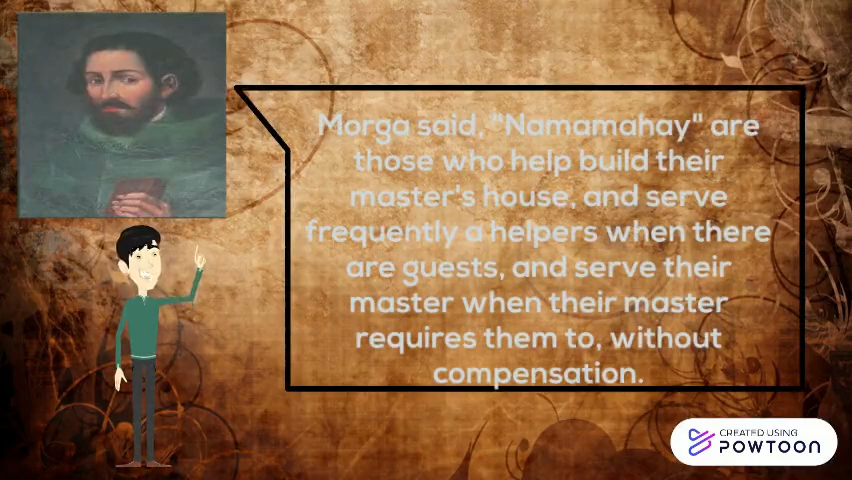 Morga said, "Namamahay" are
those who help build their
master's house, and serve
frequently a helpers when there
are guests, and serve their
master when their master
requires them to, without
compensation.
CREATED USING
POWTOON